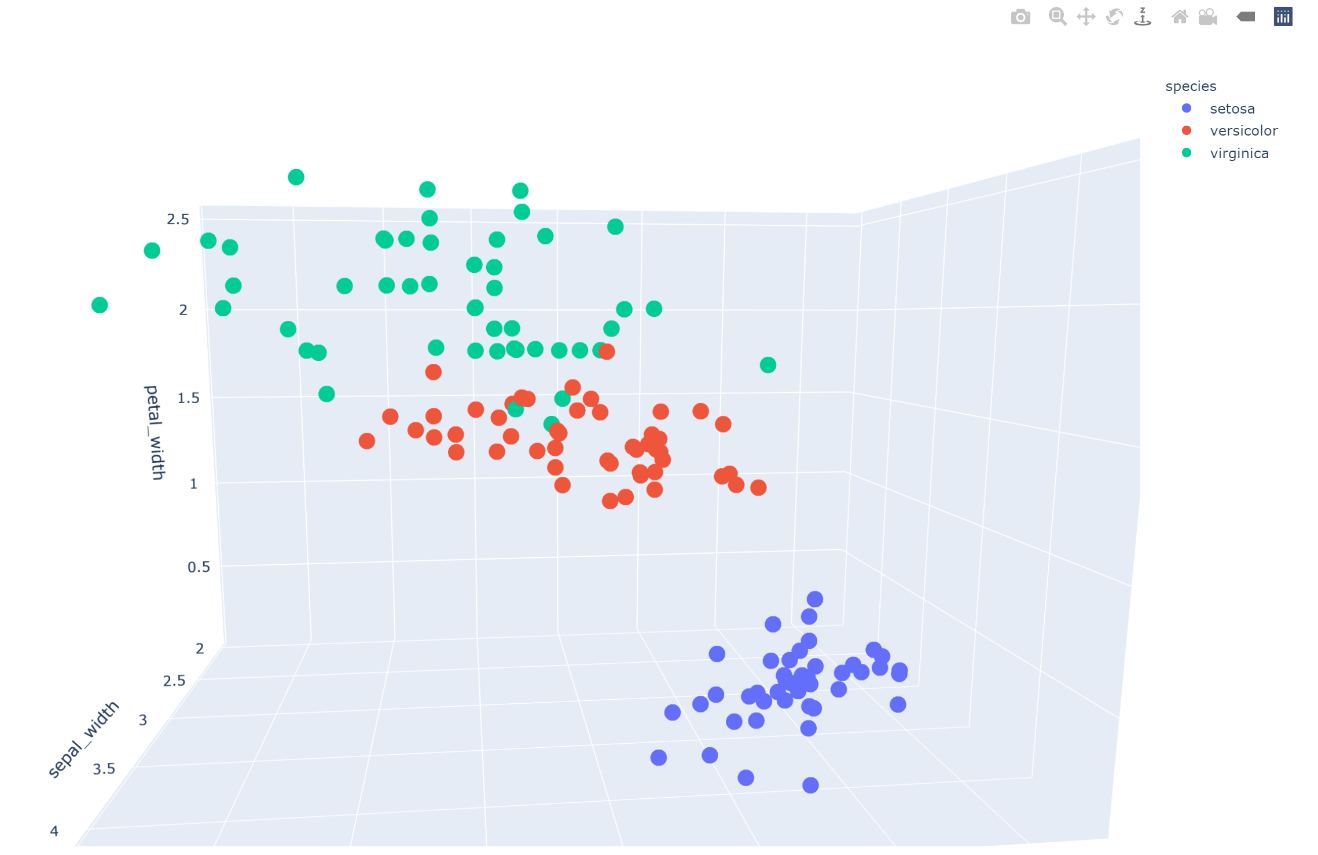 z
species
setosa
versicolor
virginica
2.5
2
1.5
petal_width
1
0.5
2
2.5
3
sepal_width
3.5
4